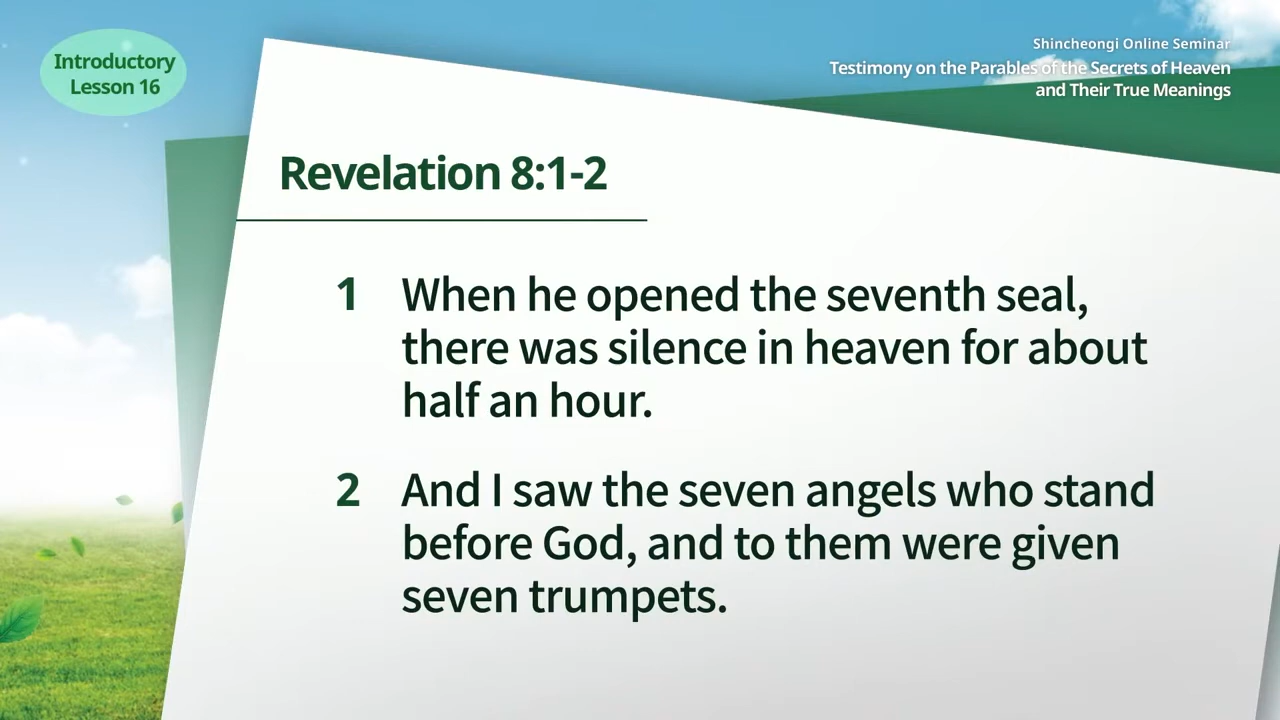 Introductory
Lesson 16
Shincheongi Online Seminar
Testimony on the Parables of the Secrets of Heaven
and Their True Meanings
Revelation 8:1-2
1 When he opened the seventh seal,
there was silence in heaven for about
half an hour.
2 And I saw the seven angels who stand
before God, and to them were given
seven trumpets.